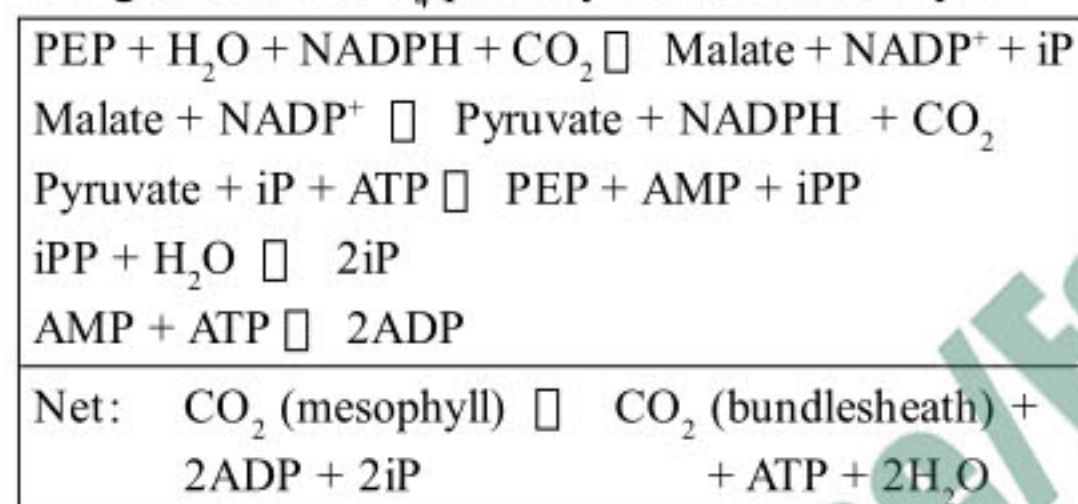 PEP + H₂O + NADPH + CO₂ ▯ Malate + NADP⁺ + iP
Malate + NADP⁺ ▯ Pyruvate + NADPH + CO₂
Pyruvate + iP + ATP ▯ PEP + AMP + iPP
iPP + H₂O ▯ 2iP
AMP + ATP ▯ 2ADP
Net: CO₂ (mesophyll) ▯ CO₂ (bundlesheath) +
2ADP + 2iP + ATP + 2H₂O